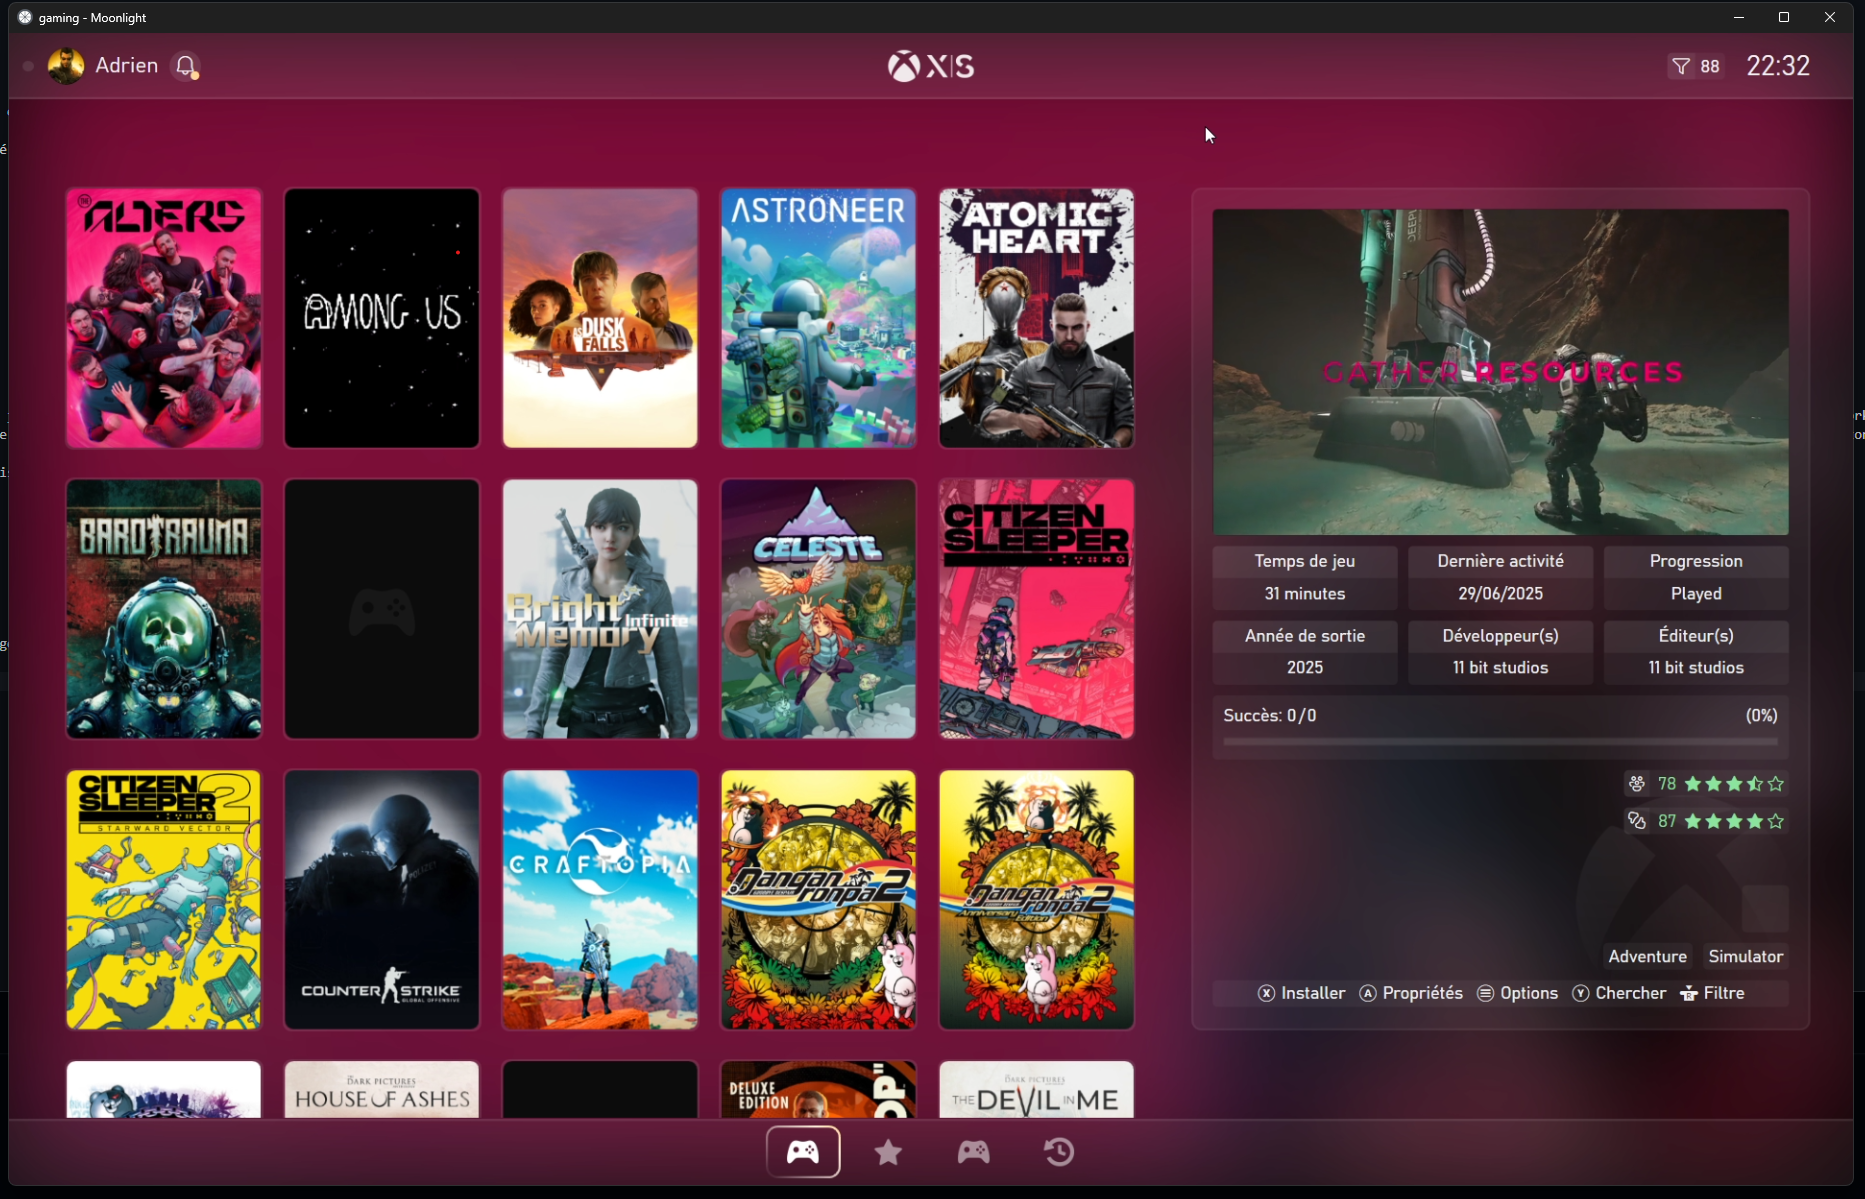 gaming - Moonlight
Adrien
X|S
88
22:32
THE ALTERS
AMONG US
AS DUSK FALLS
ASTRONEER
ATOMIC HEART
BAROTRAUMA
Bright Memory Infinite
CELESTE
CITIZEN SLEEPER
CITIZEN SLEEPER 2
STARWARD VECTOR
COUNTER STRIKE
GLOBAL OFFENSIVE
CRAFTOPIA
Danganronpa 2
Danganronpa 2
Anniversary Edition
DARK PICTURES
HOUSE OF ASHES
DELUXE
EDITION
OP"
DARK PICTURES
THE DEVIL IN ME
GATHER RESOURCES
Temps de jeu
31 minutes
Dernière activité
29/06/2025
Progression
Played
Année de sortie
2025
Développeur(s)
11 bit studios
Éditeur(s)
11 bit studios
Succès: 0/0 (0%)
78
87
Adventure Simulator
X Installer A Propriétés Options Y Chercher R Filtre